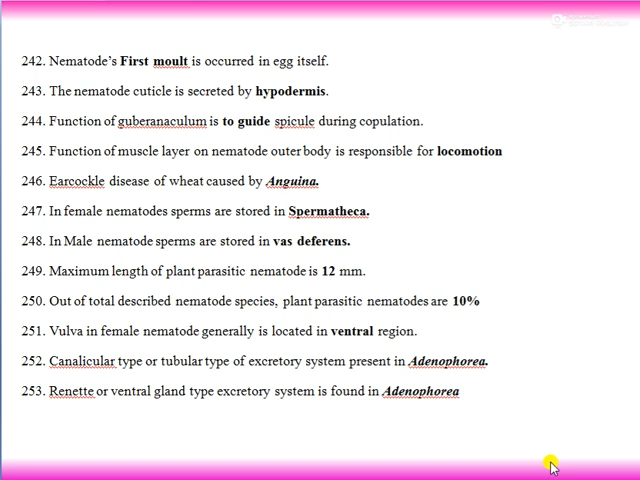 242. Nematode's First moult is occurred in egg itself.
243. The nematode cuticle is secreted by hypodermis.
244. Function of guberanaculum is to guide spicule during copulation.
245. Function of muscle layer on nematode outer body is responsible for locomotion
246. Earcockle disease of wheat caused by Anguina.
247. In female nematodes sperms are stored in Spermatheca.
248. In Male nematode sperms are stored in vas deferens.
249. Maximum length of plant parasitic nematode is 12 mm.
250. Out of total described nematode species, plant parasitic nematodes are 10%
251. Vulva in female nematode generally is located in ventral region.
252. Canalicular type or tubular type of excretory system present in Adenophorea.
253. Renette or ventral gland type excretory system is found in Adenophorea